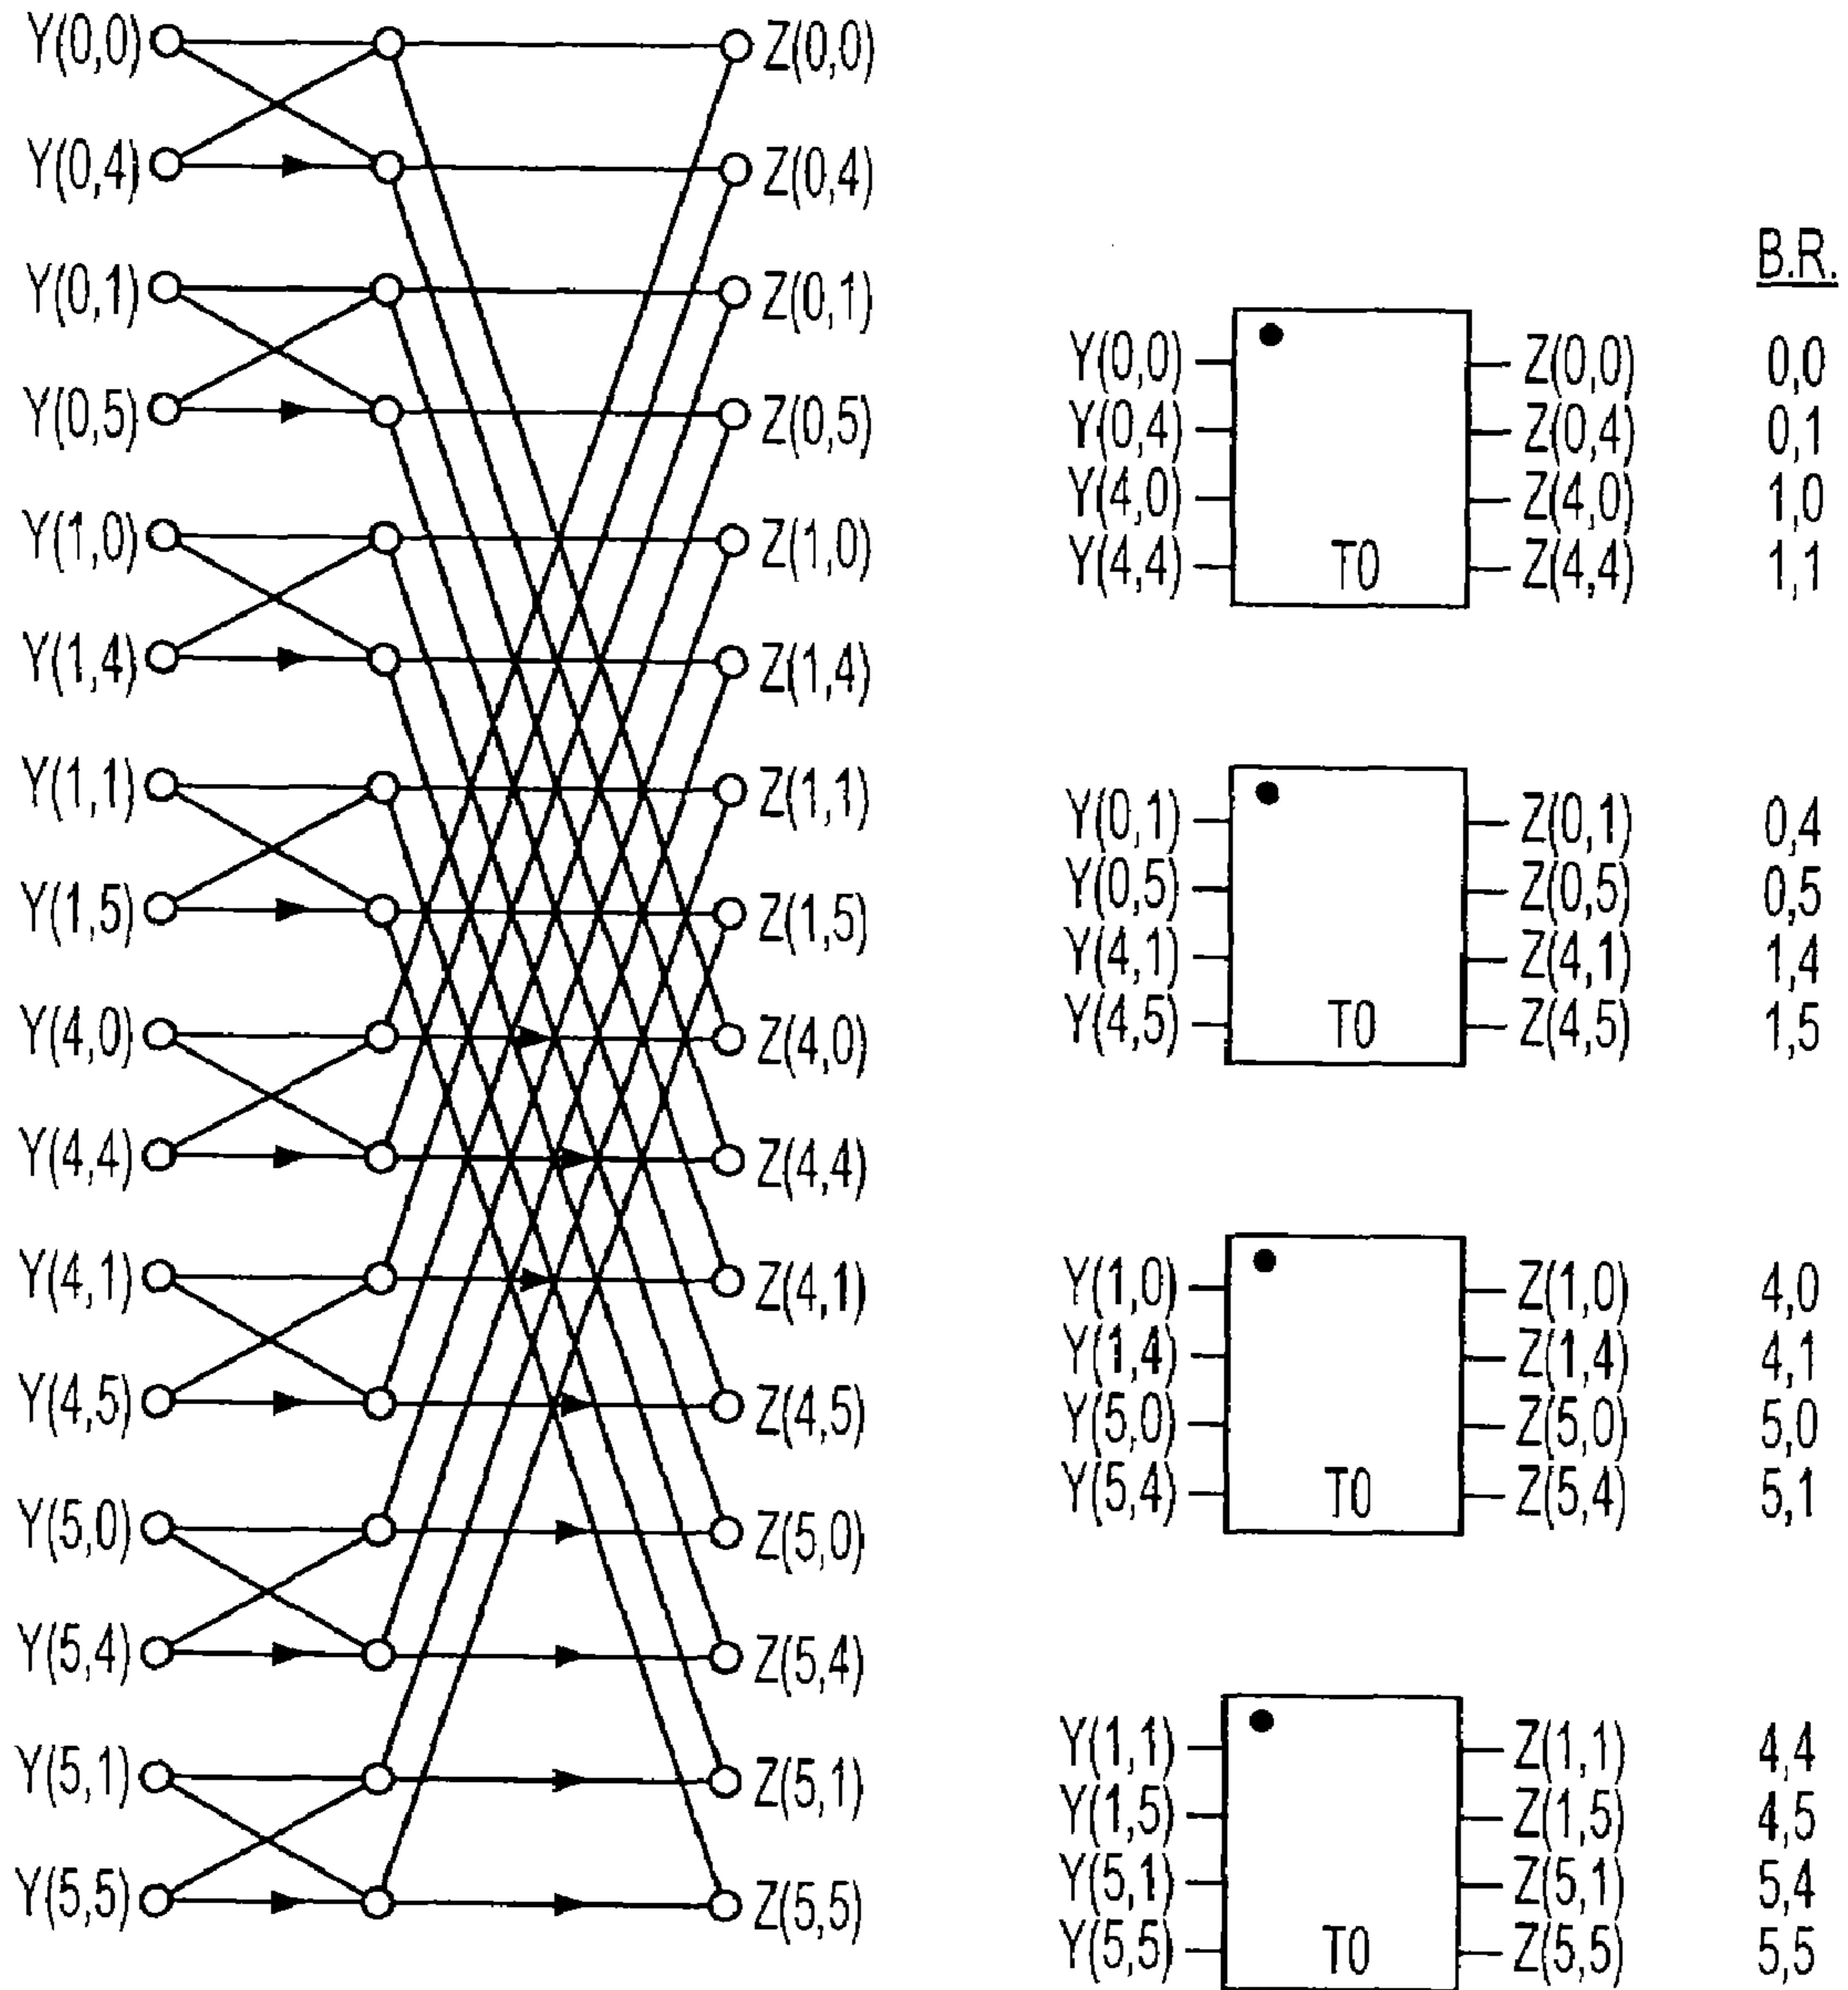 Y(0,0) Z(0,0)
Y(0,4) Z(0,4)
Y(0,1) Z(0,1)
Y(0,5) Z(0,5)
Y(1,0) Z(1,0)
Y(1,4) Z(1,4)
Y(1,1) Z(1,1)
Y(1,5) Z(1,5)
Y(4,0) Z(4,0)
Y(4,4) Z(4,4)
Y(4,1) Z(4,1)
Y(4,5) Z(4,5)
Y(5,0) Z(5,0)
Y(5,4) Z(5,4)
Y(5,1) Z(5,1)
Y(5,5) Z(5,5)
B.R.
Y(0,0) Z(0,0) 0,0
Y(0,4) Z(0,4) 0,1
Y(4,0) Z(4,0) 1,0
Y(4,4) T0 Z(4,4) 1,1
Y(0,1) Z(0,1) 0,4
Y(0,5) Z(0,5) 0,5
Y(4,1) Z(4,1) 1,4
Y(4,5) T0 Z(4,5) 1,5
Y(1,0) Z(1,0) 4,0
Y(1,4) Z(1,4) 4,1
Y(5,0) Z(5,0) 5,0
Y(5,4) T0 Z(5,4) 5,1
Y(1,1) Z(1,1) 4,4
Y(1,5) Z(1,5) 4,5
Y(5,1) Z(5,1) 5,4
Y(5,5) T0 Z(5,5) 5,5